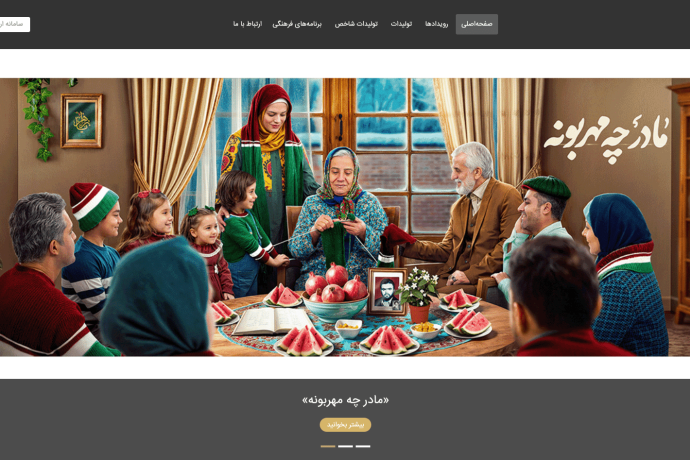 صفحه‌اصلی رویدادها تولیدات تولیدات شاخص برنامه‌های فرهنگی ارتباط با ما
سامانه
مادر چه مهربونه
«مادر چه مهربونه»
بیشتر بخوانید